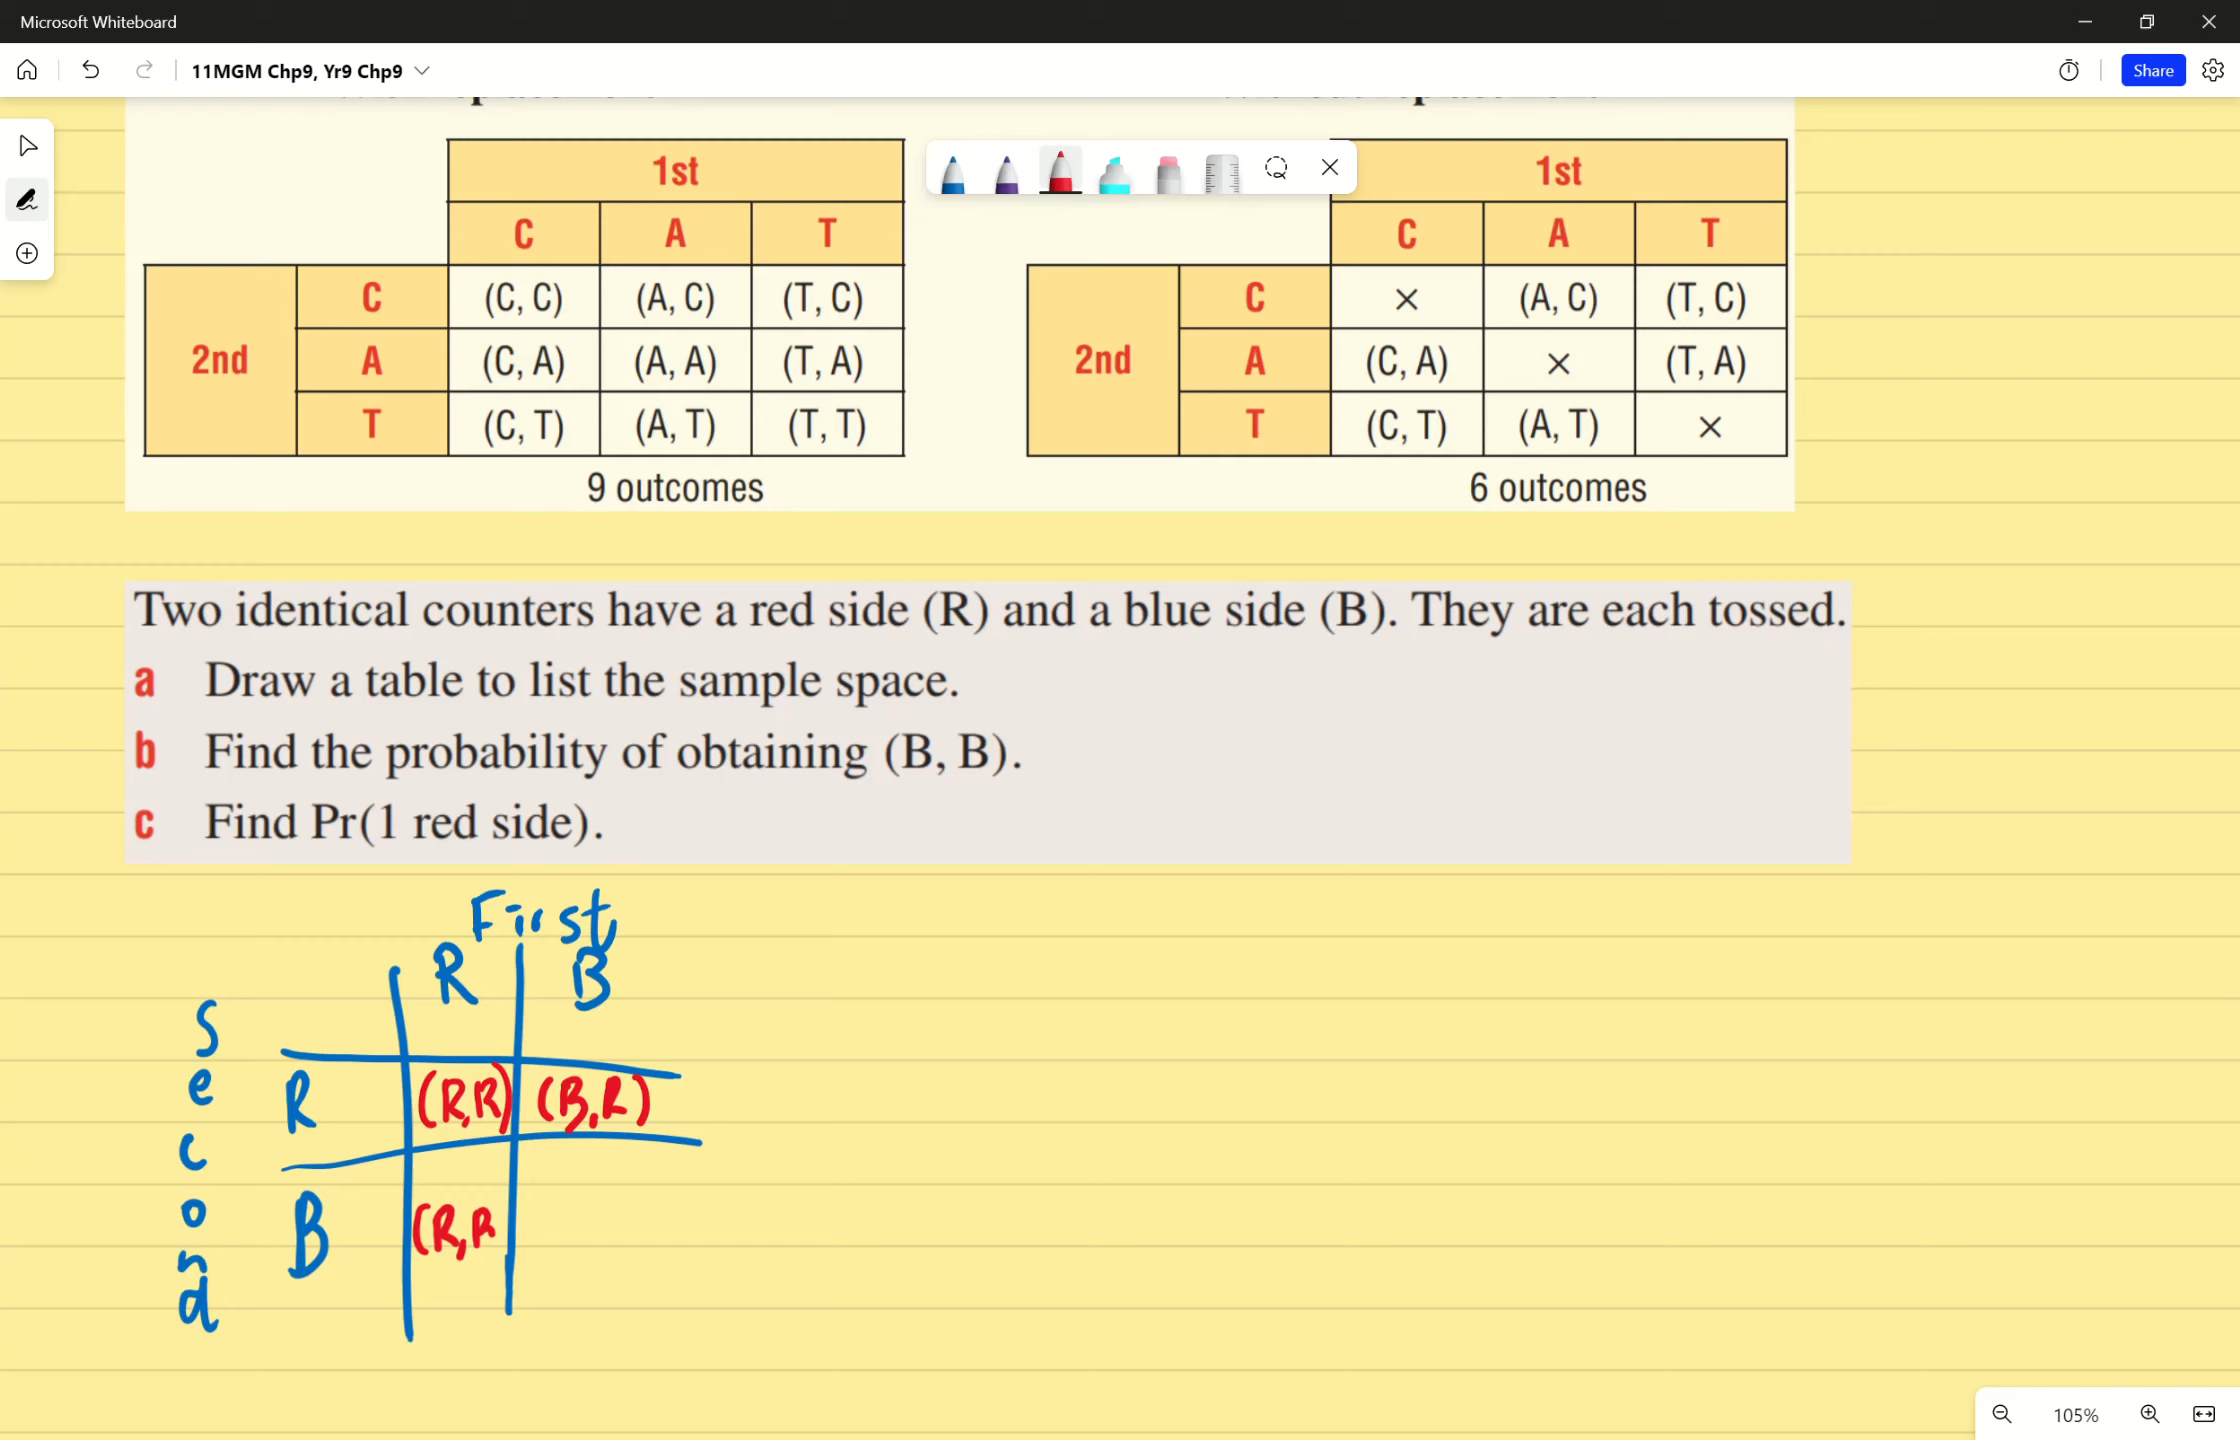 Microsoft Whiteboard
11MGM Chp9, Yr9 Chp9
Share
1st
C A T
2nd
C (C, C) (A, C) (T, C)
A (C, A) (A, A) (T, A)
T (C, T) (A, T) (T, T)
9 outcomes
1st
C A T
2nd
C × (A, C) (T, C)
A (C, A) × (T, A)
T (C, T) (A, T) ×
6 outcomes
Two identical counters have a red side (R) and a blue side (B). They are each tossed.
a Draw a table to list the sample space.
b Find the probability of obtaining (B, B).
c Find Pr(1 red side).
First
R B
Second
R (R,R) (B,R)
B (R,
105%